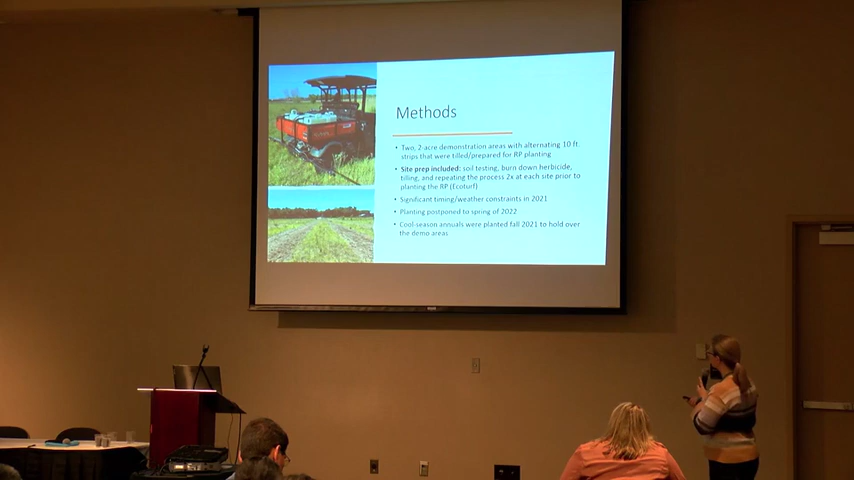 Methods
• Two, 2-acre demonstration areas with alternating 10 ft.
strips that were tilled/prepared for RP planting
• Site prep included: soil testing, burn down herbicide,
tilling, and repeating the process 2x at each site prior to
planting the RP (Ecoturf)
• Significant timing/weather constraints in 2021
• Planting postponed to spring of 2022
• Cool-season annuals were planted fall 2021 to hold over
the demo areas